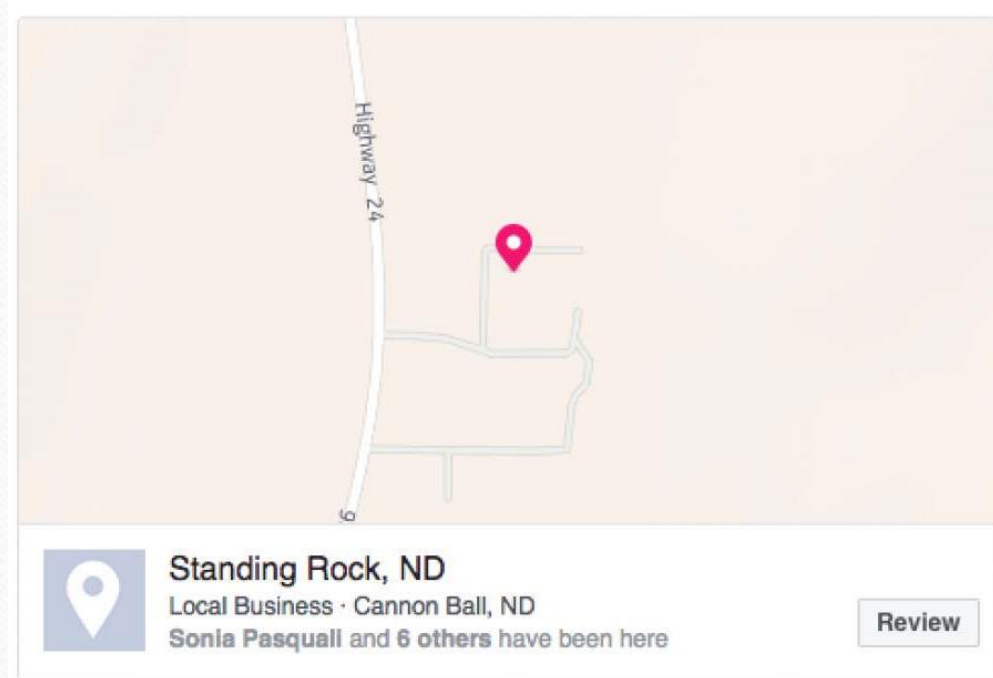 Highway 24
9
Standing Rock, ND
Local Business · Cannon Ball, ND
Sonia Pasquali and 6 others have been here
Review